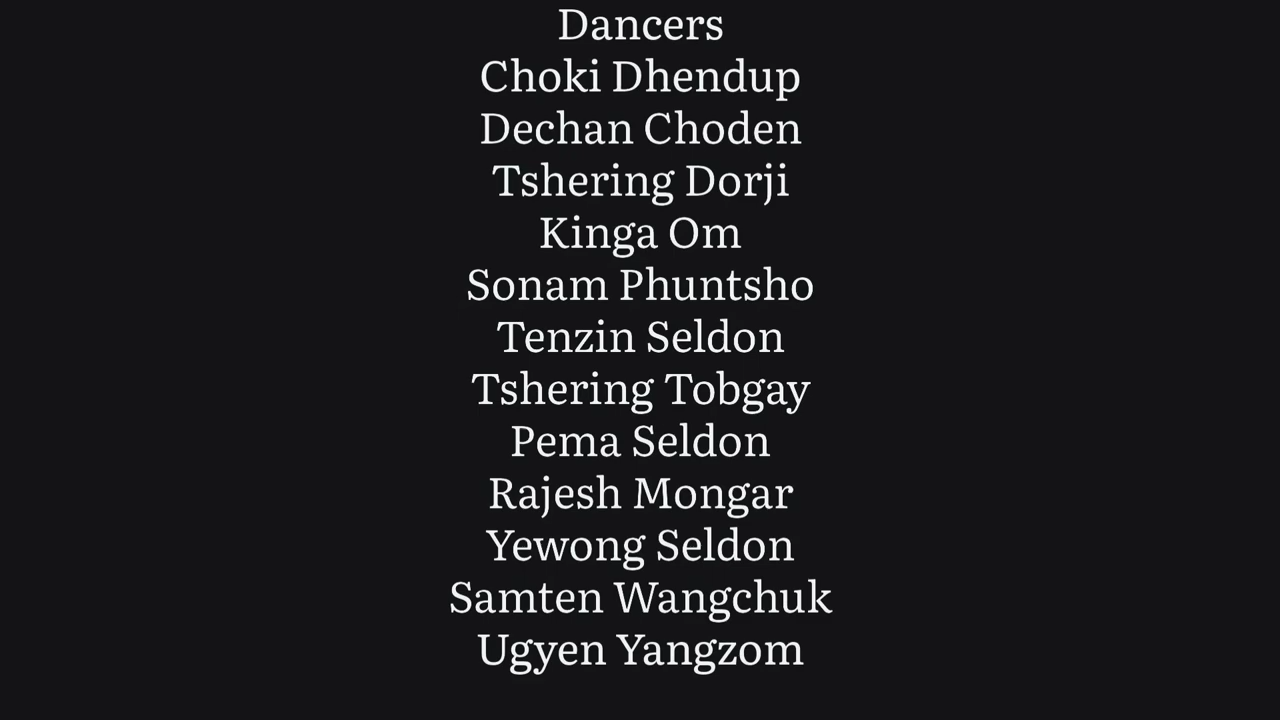 Dancers
Choki Dhendup
Dechan Choden
Tshering Dorji
Kinga Om
Sonam Phuntsho
Tenzin Seldon
Tshering Tobgay
Pema Seldon
Rajesh Mongar
Yewong Seldon
Samten Wangchuk
Ugyen Yangzom